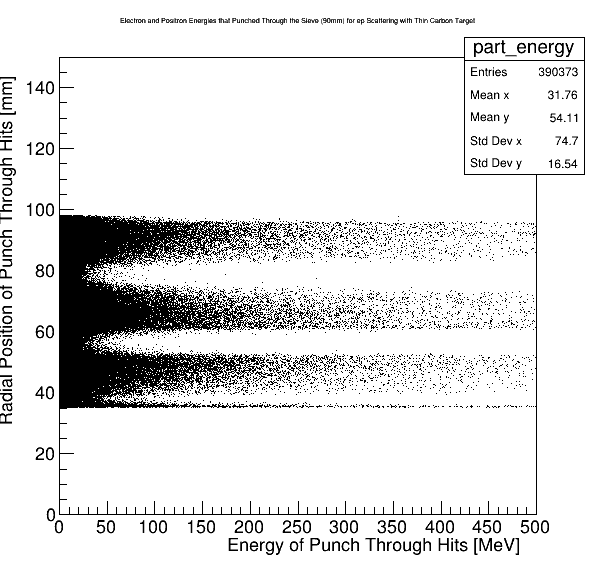 Electron and Positron Energies that Punched Through the Sieve (90mm) for ep Scattering with Thin Carbon Target
part_energy
Entries 390373
Mean x 31.76
Mean y 54.11
Std Dev x 74.7
Std Dev y 16.54
Radial Position of Punch Through Hits [mm]
140
120
100
80
60
40
20
0
0 50 100 150 200 250 300 350 400 450 500
Energy of Punch Through Hits [MeV]